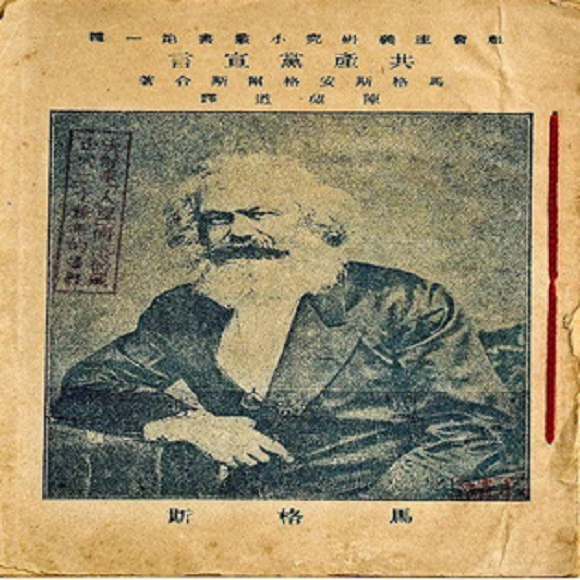 社會主義研究小叢書第一種
共產黨宣言
馬格斯安格爾斯合著
陳望道譯
馬格斯